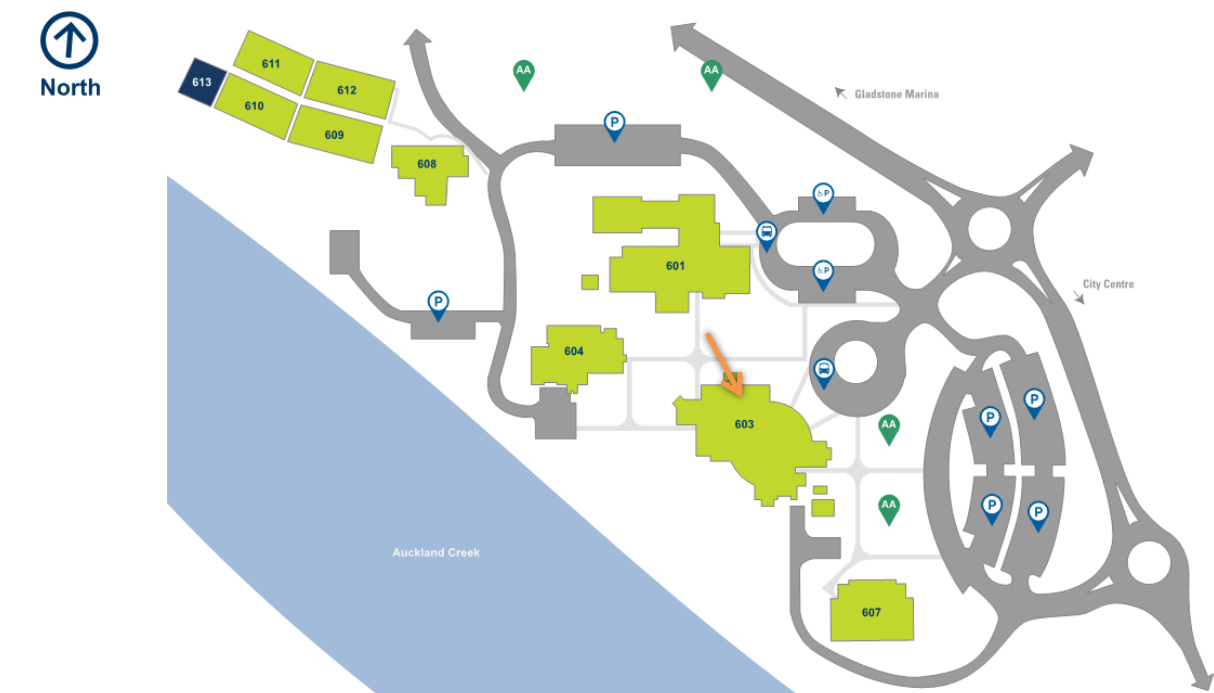 North
611
613
612
610
609
608
AA
AA
P
Gladstone Marina
♿P
601
♿P
City Centre
P
604
603
P
P
AA
P
P
AA
Auckland Creek
607